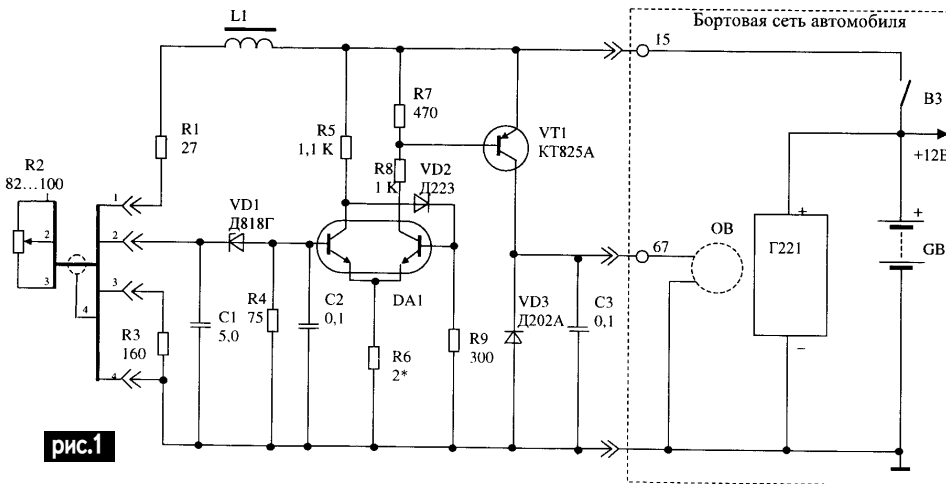 Бортовая сеть автомобиля
L1
15
R7
470
R1
27
R5
1,1 K
VT1
КТ825А
В3
+12В
R2
82...100
R8
1 K
VD2
Д223
1
2
3
4
1
2
3
4
VD1
Д818Г
67
ОВ
+
Г221
−
+
GB
R4
75
C2
0,1
DA1
VD3
Д202А
C3
0,1
R3
160
C1
5,0
R6
2*
R9
300
рис.1